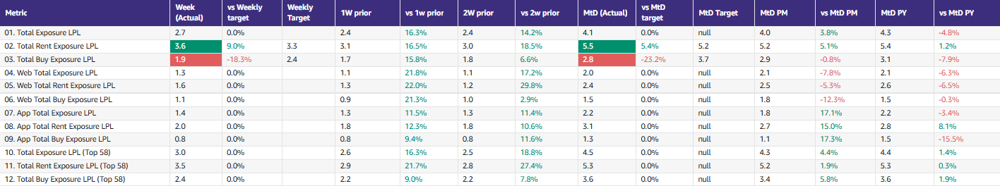 Metric Week (Actual) vs Weekly target Weekly Target 1W prior vs 1w prior 2W prior vs 2w prior MtD (Actual) vs MtD target MtD Target MtD PM vs MtD PM MtD PY vs MtD PY
01. Total Exposure LPL 2.7 0.0% 2.4 16.3% 2.4 14.2% 4.1 0.0% null 4.0 3.8% 4.3 -4.8%
02. Total Rent Exposure LPL 3.6 9.0% 3.3 3.1 16.5% 3.0 18.5% 5.5 5.4% 5.2 5.2 5.1% 5.4 1.2%
03. Total Buy Exposure LPL 1.9 -18.3% 2.4 1.7 15.8% 1.8 6.6% 2.8 -23.2% 3.7 2.9 -0.8% 3.1 -7.9%
04. Web Total Exposure LPL 1.3 0.0% 1.1 21.8% 1.1 17.2% 2.0 0.0% null 2.1 -7.8% 2.1 -6.3%
05. Web Total Rent Exposure LPL 1.6 0.0% 1.3 22.0% 1.2 29.8% 2.4 0.0% null 2.5 -5.3% 2.6 -6.5%
06. Web Total Buy Exposure LPL 1.1 0.0% 0.9 21.3% 1.0 2.9% 1.5 0.0% null 1.8 -12.3% 1.5 -0.3%
07. App Total Exposure LPL 1.4 0.0% 1.3 11.5% 1.3 11.4% 2.2 0.0% null 1.8 17.1% 2.2 -3.4%
08. App Total Rent Exposure LPL 2.0 0.0% 1.8 12.3% 1.8 10.6% 3.1 0.0% null 2.7 15.0% 2.8 8.1%
09. App Total Buy Exposure LPL 0.8 0.0% 0.8 9.4% 0.8 11.6% 1.3 0.0% null 1.1 17.3% 1.5 -15.5%
10. Total Exposure LPL (Top 58) 3.0 0.0% 2.6 16.3% 2.5 18.8% 4.5 0.0% null 4.3 4.4% 4.4 1.4%
11. Total Rent Exposure LPL (Top 58) 3.5 0.0% 2.9 21.7% 2.8 27.4% 5.3 0.0% null 5.2 1.9% 5.3 0.3%
12. Total Buy Exposure LPL (Top 58) 2.4 0.0% 2.2 9.0% 2.2 7.8% 3.6 0.0% null 3.4 5.8% 3.6 1.9%